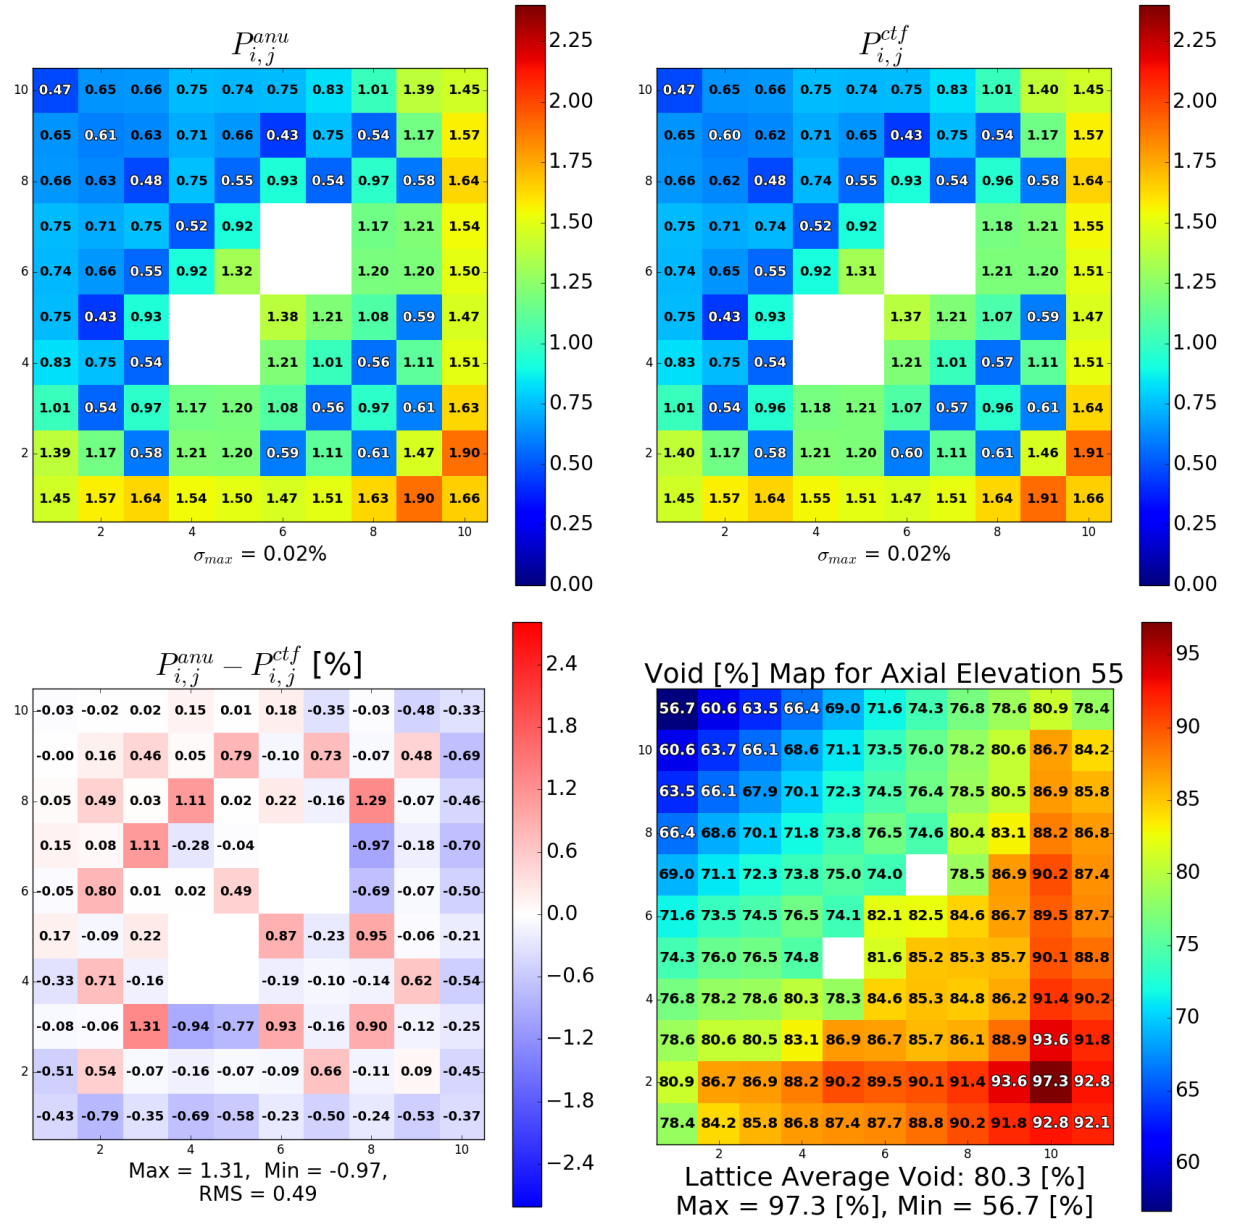 P_{i,j}^{anu}
10 0.47 0.65 0.66 0.75 0.74 0.75 0.83 1.01 1.39 1.45
0.65 0.61 0.63 0.71 0.66 0.43 0.75 0.54 1.17 1.57
8 0.66 0.63 0.48 0.75 0.55 0.93 0.54 0.97 0.58 1.64
0.75 0.71 0.75 0.52 0.92 1.17 1.21 1.54
6 0.74 0.66 0.55 0.92 1.32 1.20 1.20 1.50
0.75 0.43 0.93 1.38 1.21 1.08 0.59 1.47
4 0.83 0.75 0.54 1.21 1.01 0.56 1.11 1.51
1.01 0.54 0.97 1.17 1.20 1.08 0.56 0.97 0.61 1.63
2 1.39 1.17 0.58 1.21 1.20 0.59 1.11 0.61 1.47 1.90
1.45 1.57 1.64 1.54 1.50 1.47 1.51 1.63 1.90 1.66
2 4 6 8 10
σ_{max} = 0.02%
2.25
2.00
1.75
1.50
1.25
1.00
0.75
0.50
0.25
0.00
P_{i,j}^{ctf}
10 0.47 0.65 0.66 0.75 0.74 0.75 0.83 1.01 1.40 1.45
0.65 0.60 0.62 0.71 0.65 0.43 0.75 0.54 1.17 1.57
8 0.66 0.62 0.48 0.74 0.55 0.93 0.54 0.96 0.58 1.64
0.75 0.71 0.74 0.52 0.92 1.18 1.21 1.55
6 0.74 0.65 0.55 0.92 1.31 1.21 1.20 1.51
0.75 0.43 0.93 1.37 1.21 1.07 0.59 1.47
4 0.83 0.75 0.54 1.21 1.01 0.57 1.11 1.51
1.01 0.54 0.96 1.18 1.21 1.07 0.57 0.96 0.61 1.64
2 1.40 1.17 0.58 1.21 1.20 0.60 1.11 0.61 1.46 1.91
1.45 1.57 1.64 1.55 1.51 1.47 1.51 1.64 1.91 1.66
2 4 6 8 10
σ_{max} = 0.02%
2.25
2.00
1.75
1.50
1.25
1.00
0.75
0.50
0.25
0.00
P_{i,j}^{anu} − P_{i,j}^{ctf} [%]
10 -0.03 -0.02 0.02 0.15 0.01 0.18 -0.35 -0.03 -0.48 -0.33
-0.00 0.16 0.46 0.05 0.79 -0.10 0.73 -0.07 0.48 -0.69
8 0.05 0.49 0.03 1.11 0.02 0.22 -0.16 1.29 -0.07 -0.46
0.15 0.08 1.11 -0.28 -0.04 -0.97 -0.18 -0.70
6 -0.05 0.80 0.01 0.02 0.49 -0.69 -0.07 -0.50
0.17 -0.09 0.22 0.87 -0.23 0.95 -0.06 -0.21
4 -0.33 0.71 -0.16 -0.19 -0.10 -0.14 0.62 -0.54
-0.08 -0.06 1.31 -0.94 -0.77 0.93 -0.16 0.90 -0.12 -0.25
2 -0.51 0.54 -0.07 -0.16 -0.07 -0.09 0.66 -0.11 0.09 -0.45
-0.43 -0.79 -0.35 -0.69 -0.58 -0.23 -0.50 -0.24 -0.53 -0.37
2 4 6 8 10
Max = 1.31, Min = -0.97,
RMS = 0.49
2.4
1.8
1.2
0.6
0.0
−0.6
−1.2
−1.8
−2.4
Void [%] Map for Axial Elevation 55
56.7 60.6 63.5 66.4 69.0 71.6 74.3 76.8 78.6 80.9 78.4
10 60.6 63.7 66.1 68.6 71.1 73.5 76.0 78.2 80.6 86.7 84.2
63.5 66.1 67.9 70.1 72.3 74.5 76.4 78.5 80.5 86.9 85.8
8 66.4 68.6 70.1 71.8 73.8 76.5 74.6 80.4 83.1 88.2 86.8
69.0 71.1 72.3 73.8 75.0 74.0 78.5 86.9 90.2 87.4
6 71.6 73.5 74.5 76.5 74.1 82.1 82.5 84.6 86.7 89.5 87.7
74.3 76.0 76.5 74.8 81.6 85.2 85.3 85.7 90.1 88.8
4 76.8 78.2 78.6 80.3 78.3 84.6 85.3 84.8 86.2 91.4 90.2
78.6 80.6 80.5 83.1 86.9 86.7 85.7 86.1 88.9 93.6 91.8
2 80.9 86.7 86.9 88.2 90.2 89.5 90.1 91.4 93.6 97.3 92.8
78.4 84.2 85.8 86.8 87.4 87.7 88.8 90.2 91.8 92.8 92.1
2 4 6 8 10
Lattice Average Void: 80.3 [%]
Max = 97.3 [%], Min = 56.7 [%]
95
90
85
80
75
70
65
60